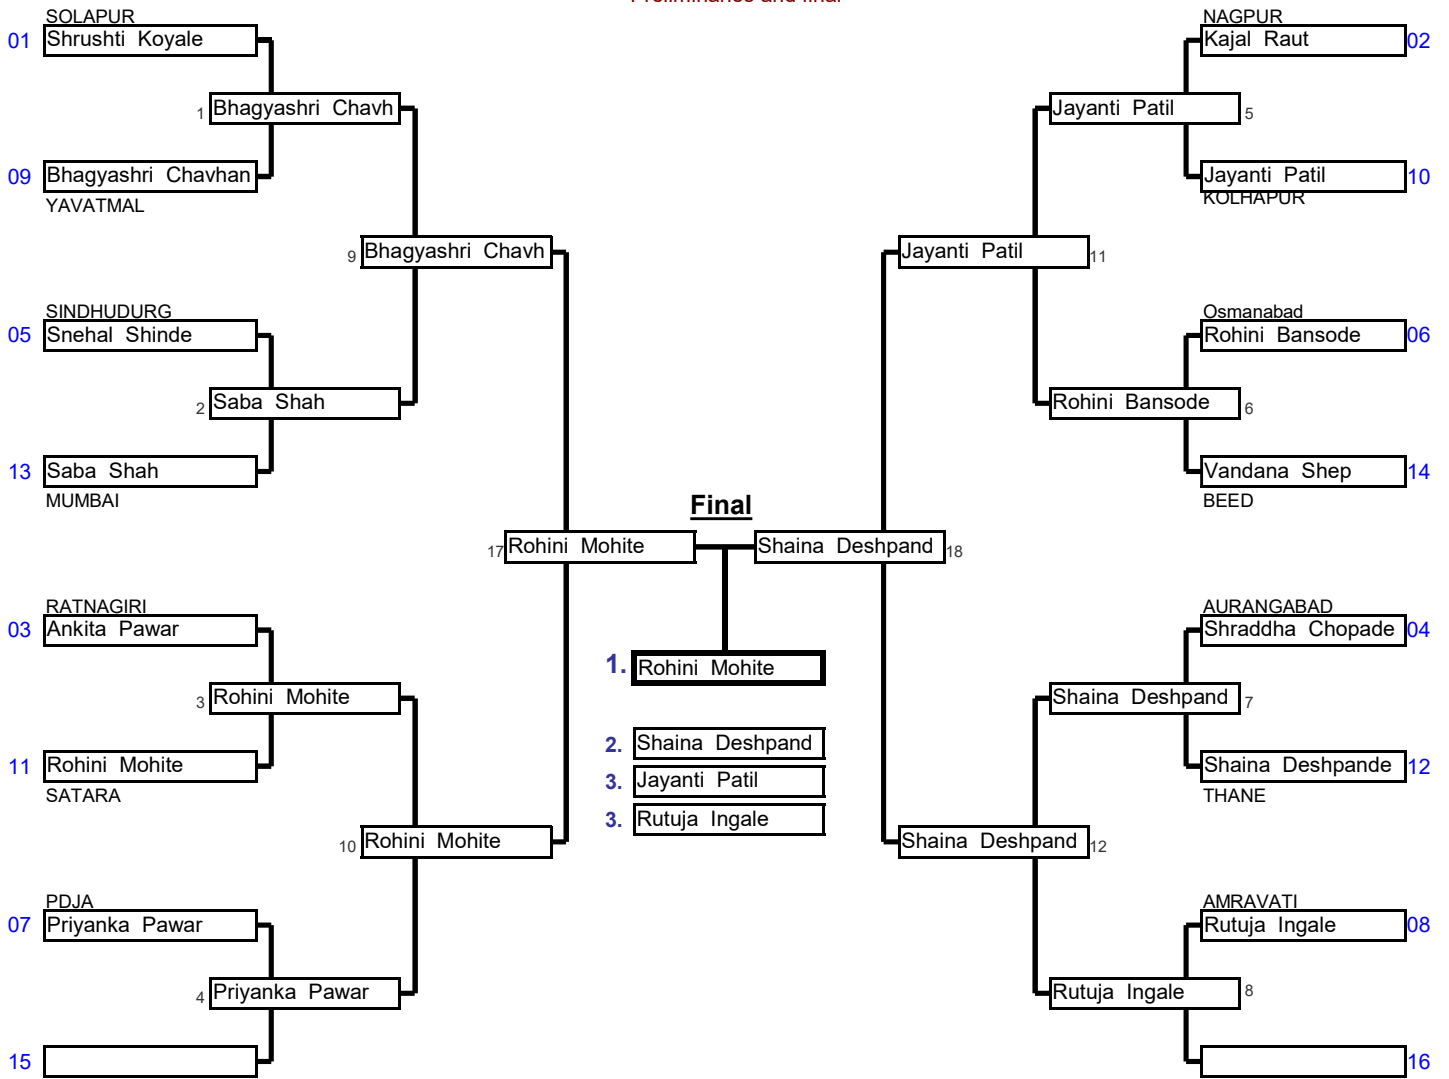 Preliminaries and final
SOLAPUR
01 Shrushti Koyale
1 Bhagyashri Chavh
09 Bhagyashri Chavhan
YAVATMAL
9 Bhagyashri Chavh
SINDHUDURG
05 Snehal Shinde
2 Saba Shah
13 Saba Shah
MUMBAI
17 Rohini Mohite
RATNAGIRI
03 Ankita Pawar
3 Rohini Mohite
11 Rohini Mohite
SATARA
10 Rohini Mohite
PDJA
07 Priyanka Pawar
4 Priyanka Pawar
15
Final
1. Rohini Mohite
2. Shaina Deshpand
3. Jayanti Patil
3. Rutuja Ingale
NAGPUR
Kajal Raut 02
Jayanti Patil 5
Jayanti Patil 10
KOLHAPUR
Jayanti Patil 11
Osmanabad
Rohini Bansode 06
Rohini Bansode 6
Vandana Shep 14
BEED
Shaina Deshpand 18
AURANGABAD
Shraddha Chopade 04
Shaina Deshpand 7
Shaina Deshpande 12
THANE
Shaina Deshpand 12
AMRAVATI
Rutuja Ingale 08
Rutuja Ingale 8
16